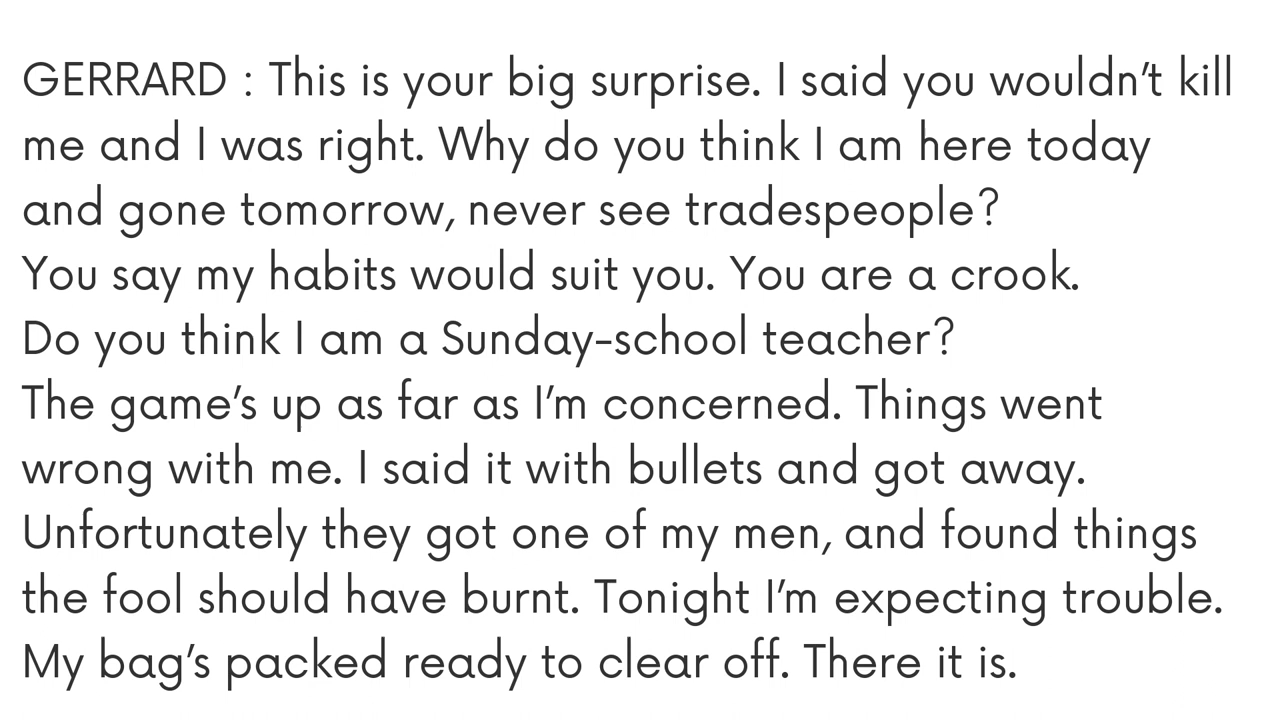 GERRARD : This is your big surprise. I said you wouldn't kill
me and I was right. Why do you think I am here today
and gone tomorrow, never see tradespeople?
You say my habits would suit you. You are a crook.
Do you think I am a Sunday-school teacher?
The game's up as far as I'm concerned. Things went
wrong with me. I said it with bullets and got away.
Unfortunately they got one of my men, and found things
the fool should have burnt. Tonight I'm expecting trouble.
My bag's packed ready to clear off. There it is.